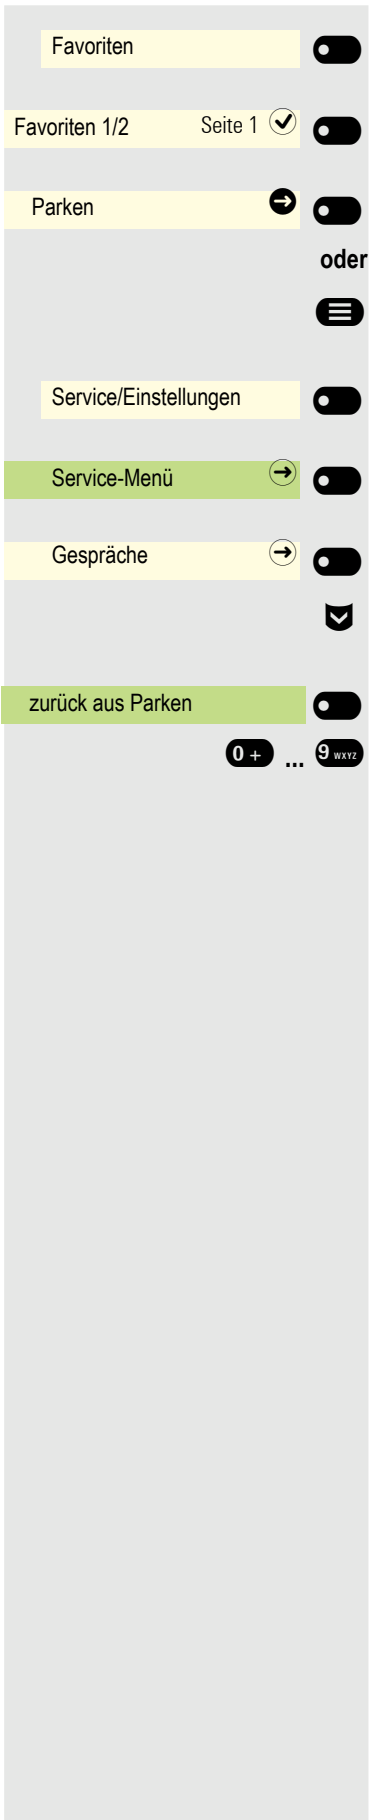 Favoriten
Favoriten 1/2 Seite 1
Parken
oder
Service/Einstellungen
Service-Menü
Gespräche
zurück aus Parken
0 + ... 9 WXYZ